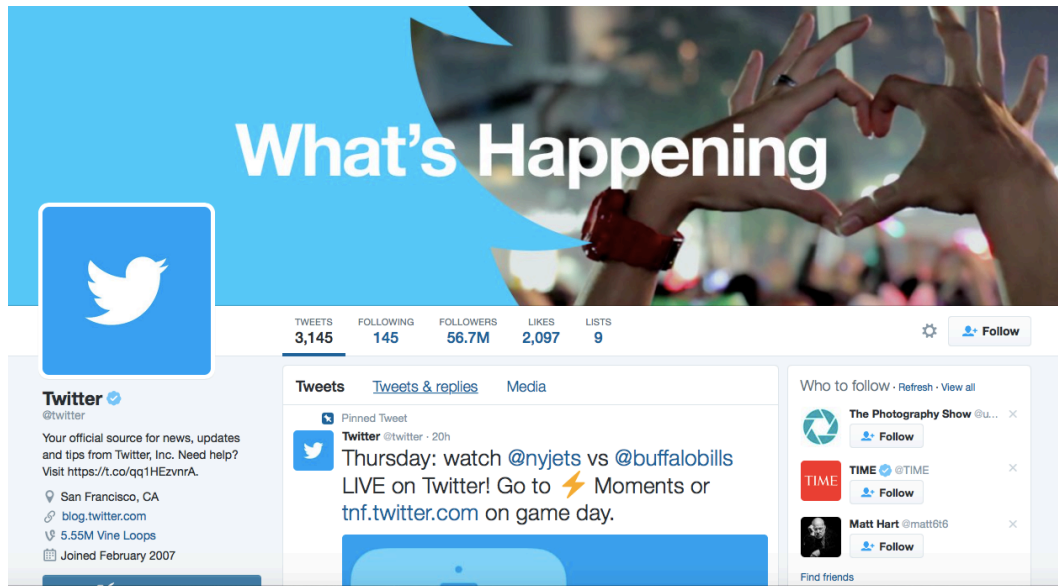 What's Happening
TWEETS
3,145
FOLLOWING
145
FOLLOWERS
56.7M
LIKES
2,097
LISTS
9
Follow
Twitter
@twitter
Your official source for news, updates
and tips from Twitter, Inc. Need help?
Visit https://t.co/qq1HEzvnrA.
San Francisco, CA
blog.twitter.com
5.55M Vine Loops
Joined February 2007
Tweets Tweets & replies Media
Pinned Tweet
Twitter @twitter · 20h
Thursday: watch @nyjets vs @buffalobills
LIVE on Twitter! Go to ⚡ Moments or
tnf.twitter.com on game day.
Who to follow · Refresh · View all
The Photography Show @u...
Follow
TIME
TIME @TIME
Follow
Matt Hart @matt6t6
Follow
Find friends